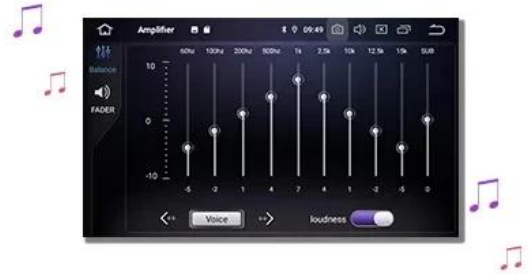 Amplifier 09:49
Balance
FADER
60hz 100hz 200hz 500hz 1k 2.5k 10k 12.5k 15k SUB
10
0
-10
-5 -2 1 4 7 4 1 -2 -5 0
Voice
loudness